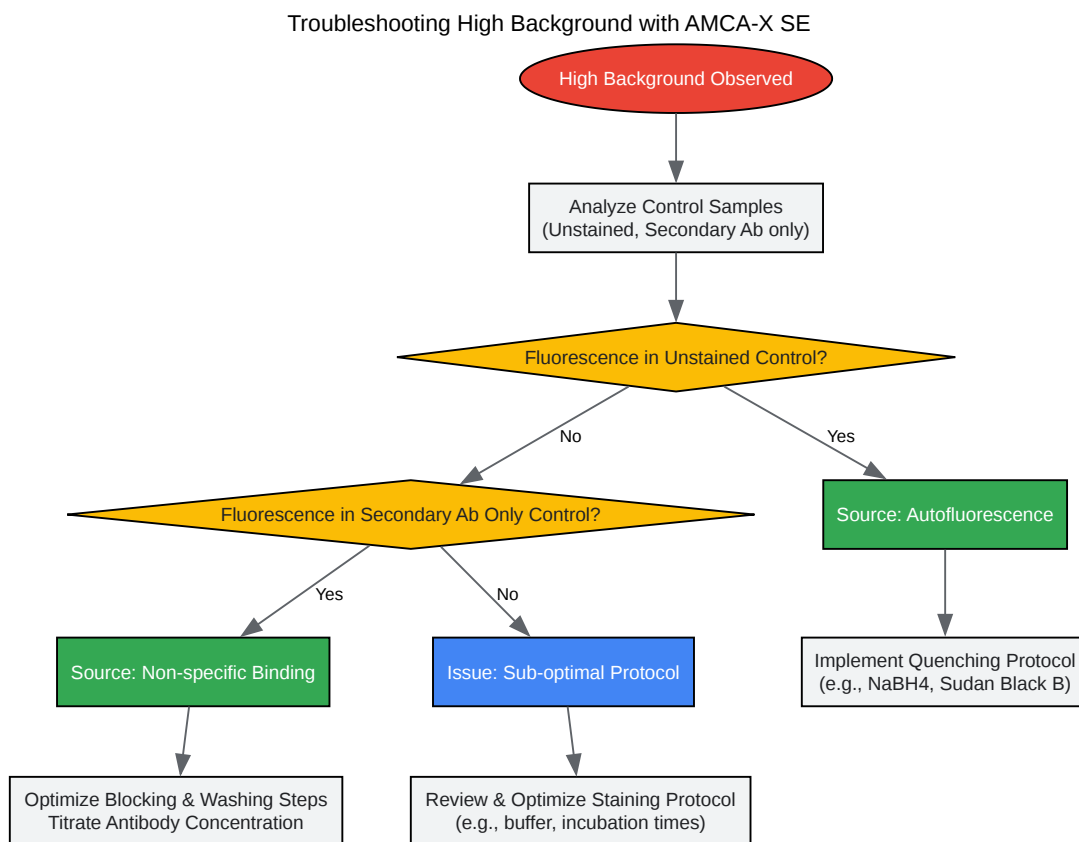 Troubleshooting High Background with AMCA-X SE
High Background Observed
Analyze Control Samples
(Unstained, Secondary Ab only)
Fluorescence in Unstained Control?
No
Yes
Fluorescence in Secondary Ab Only Control?
Source: Autofluorescence
Yes
No
Source: Non-specific Binding
Issue: Sub-optimal Protocol
Implement Quenching Protocol
(e.g., NaBH4, Sudan Black B)
Optimize Blocking & Washing Steps
Titrate Antibody Concentration
Review & Optimize Staining Protocol
(e.g., buffer, incubation times)